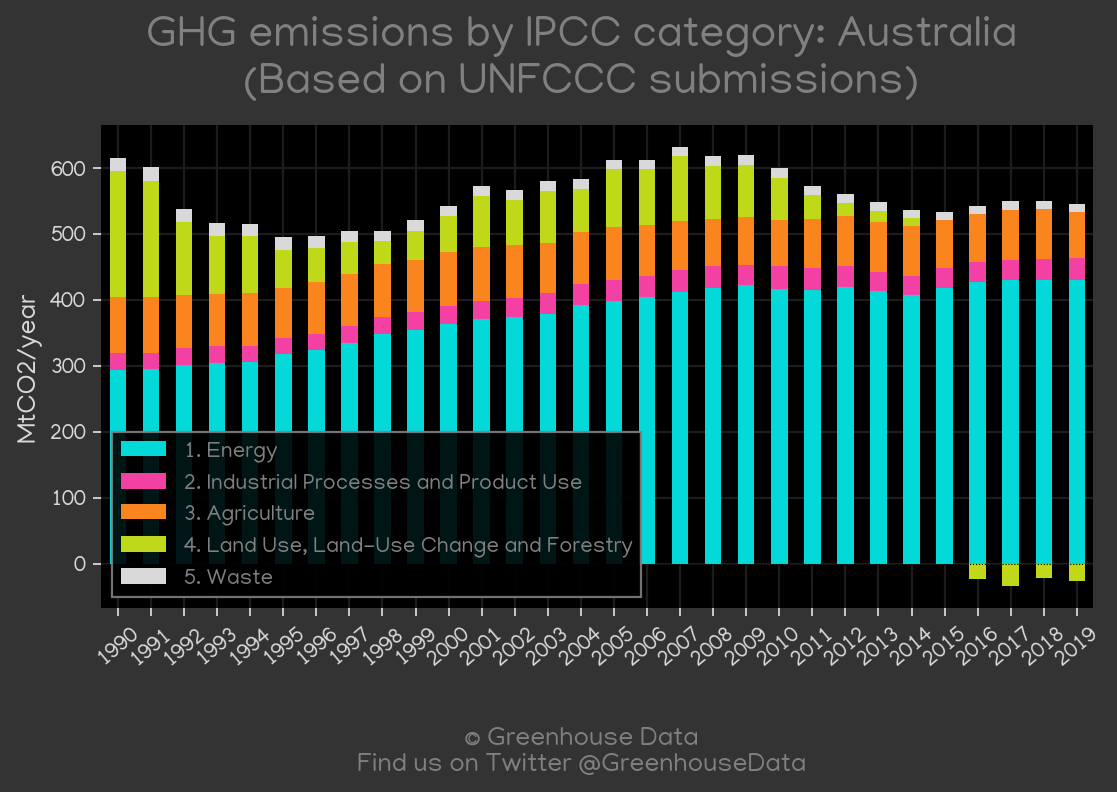 GHG emissions by IPCC category: Australia
(Based on UNFCCC submissions)
MtCO2/year
600
500
400
300
200
100
0
1. Energy
2. Industrial Processes and Product Use
3. Agriculture
4. Land Use, Land-Use Change and Forestry
5. Waste
1990 1991 1992 1993 1994 1995 1996 1997 1998 1999 2000 2001 2002 2003 2004 2005 2006 2007 2008 2009 2010 2011 2012 2013 2014 2015 2016 2017 2018 2019
© Greenhouse Data
Find us on Twitter @GreenhouseData